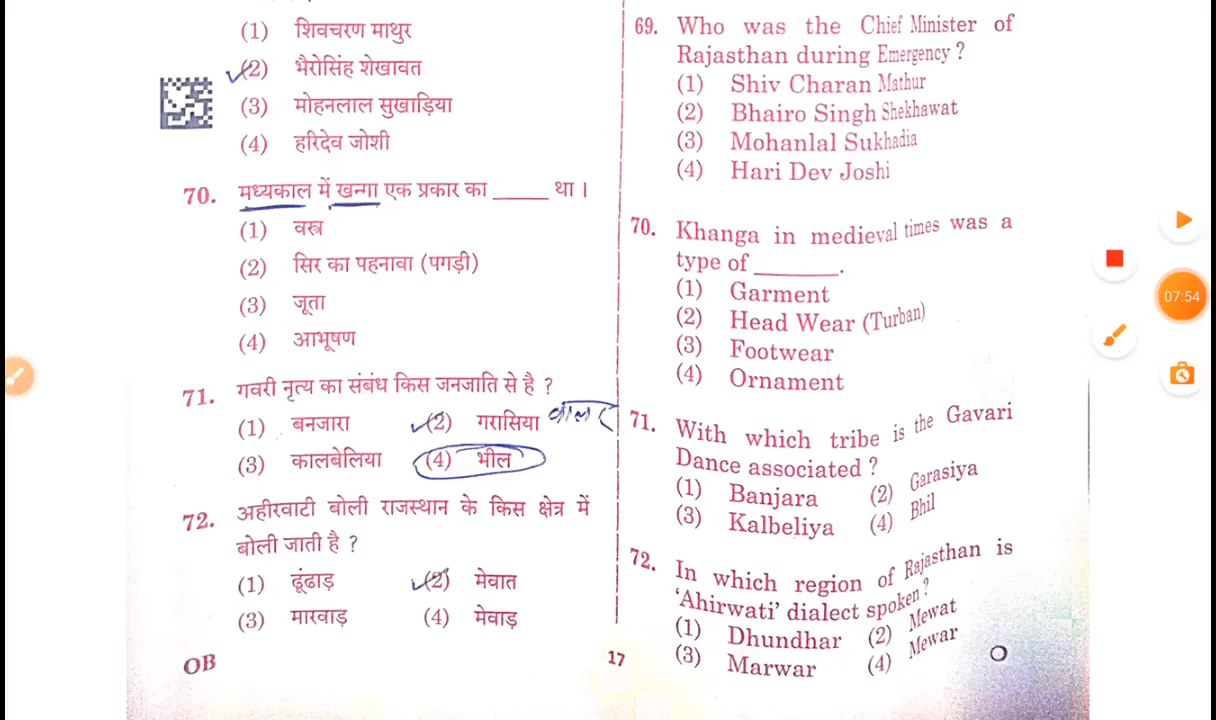 (1) शिवचरण माथुर
(2) भैरोसिंह शेखावत
(3) मोहनलाल सुखाड़िया
(4) हरिदेव जोशी
70. मध्यकाल में खन्गा एक प्रकार का ______ था ।
(1) वस्त्र
(2) सिर का पहनावा (पगड़ी)
(3) जूता
(4) आभूषण
71. गवरी नृत्य का संबंध किस जनजाति से है ?
(1) बनजारा (2) गरासिया
(3) कालबेलिया (4) भील
72. अहीरवाटी बोली राजस्थान के किस क्षेत्र में
बोली जाती है ?
(1) ढूंढाड़ (2) मेवात
(3) मारवाड़ (4) मेवाड़
OB
17
69. Who was the Chief Minister of
Rajasthan during Emergency ?
(1) Shiv Charan Mathur
(2) Bhairo Singh Shekhawat
(3) Mohanlal Sukhadia
(4) Hari Dev Joshi
70. Khanga in medieval times was a
type of ________.
(1) Garment
(2) Head Wear (Turban)
(3) Footwear
(4) Ornament
71. With which tribe is the Gavari
Dance associated ?
(1) Banjara (2) Garasiya
(3) Kalbeliya (4) Bhil
72. In which region of Rajasthan is
'Ahirwati' dialect spoken ?
(1) Dhundhar (2) Mewat
(3) Marwar (4) Mewar
O
07:54